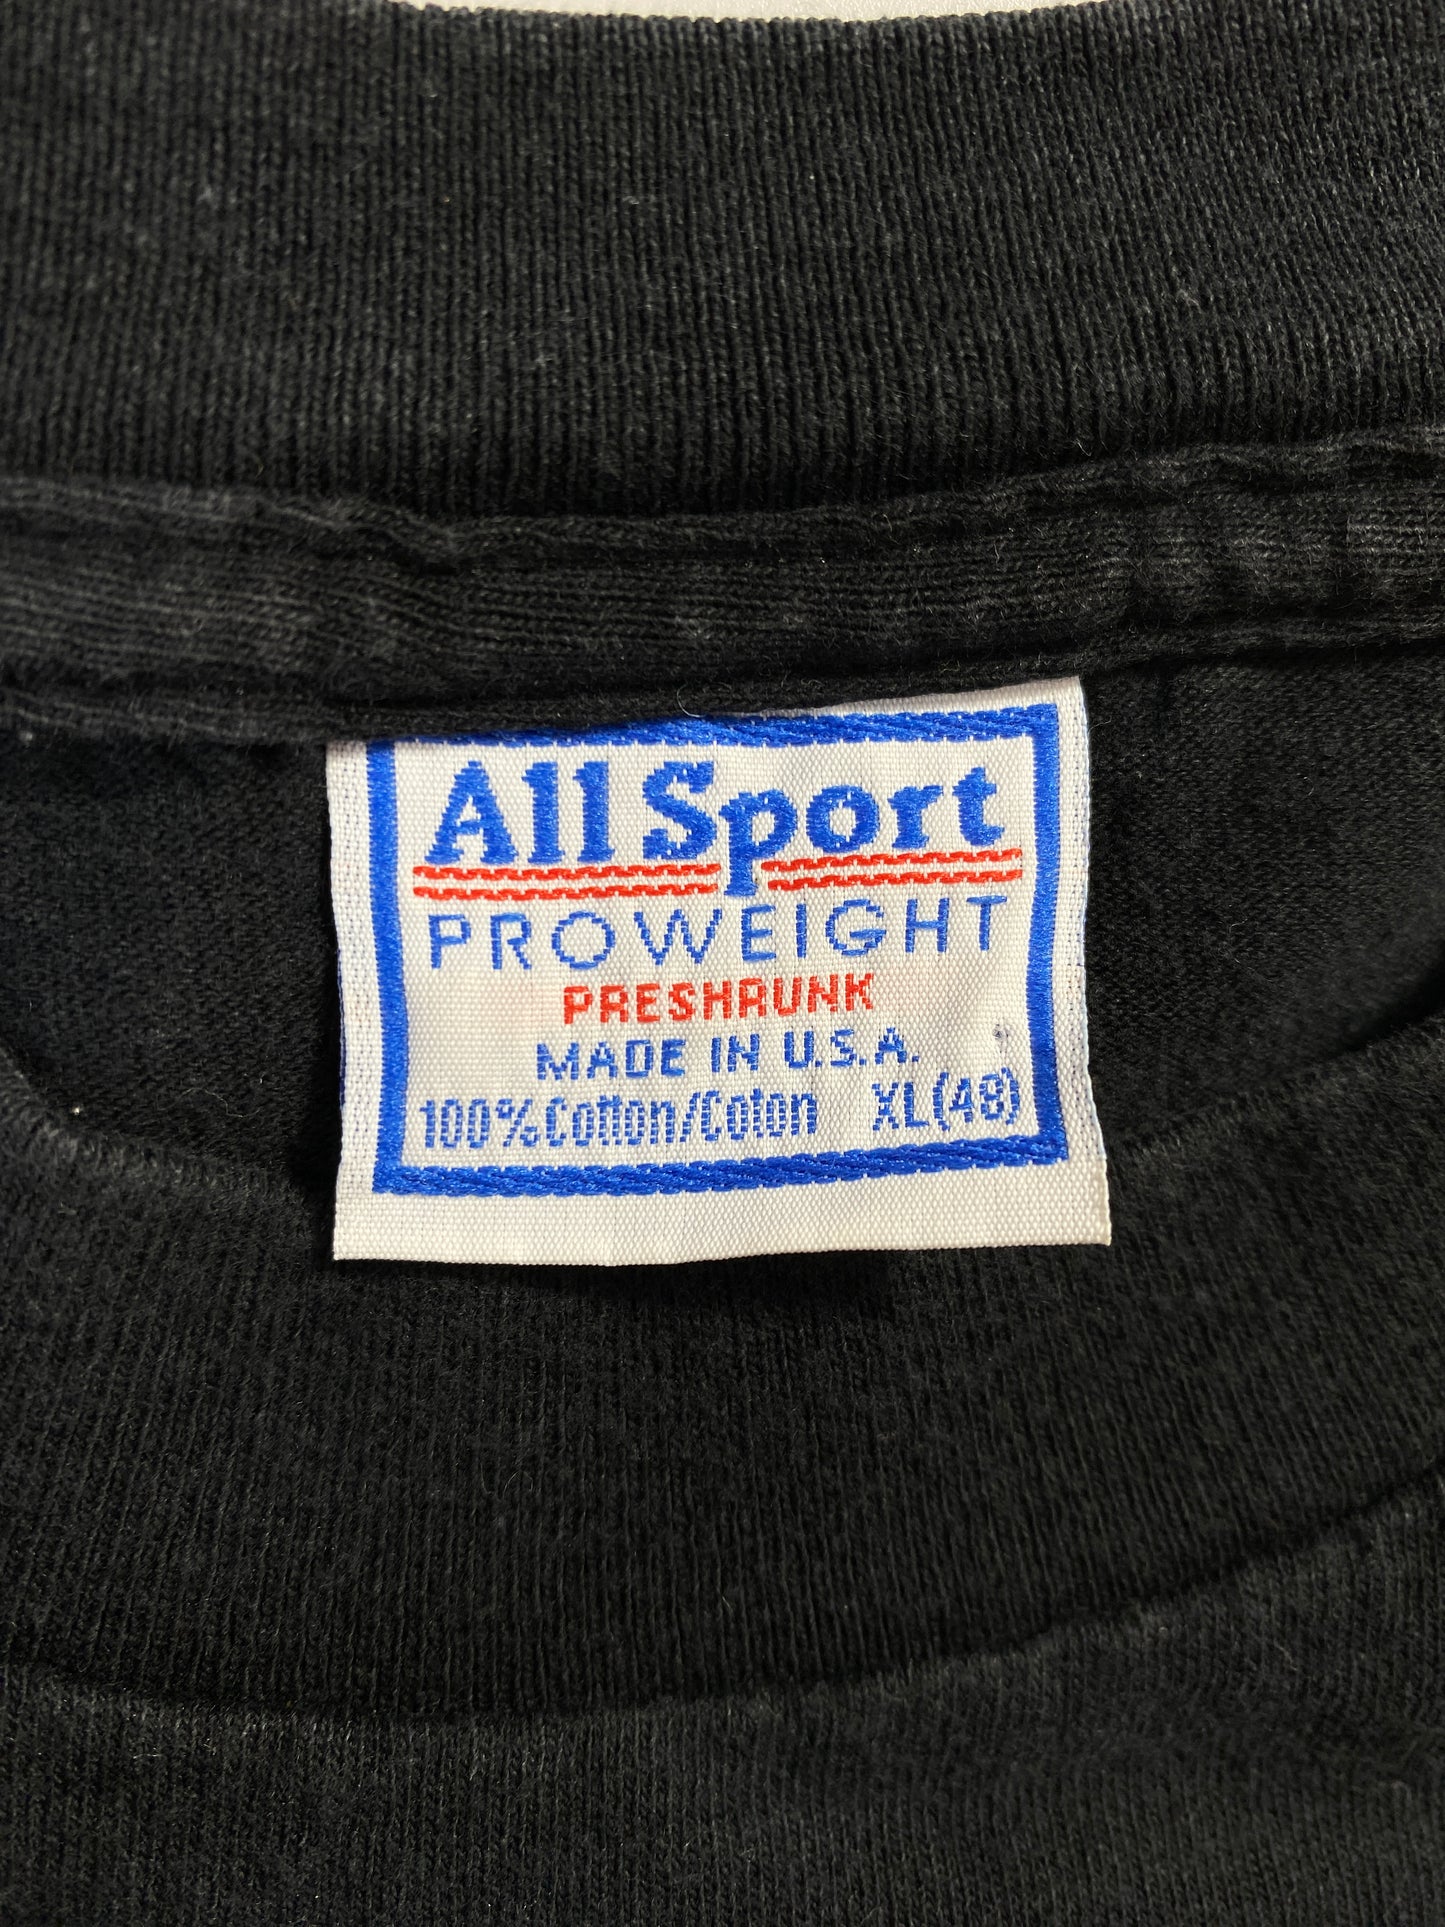 All Sport
PROWEIGHT
PRESHRUNK
MADE IN U.S.A.
100% Cotton/Coton XL(48)